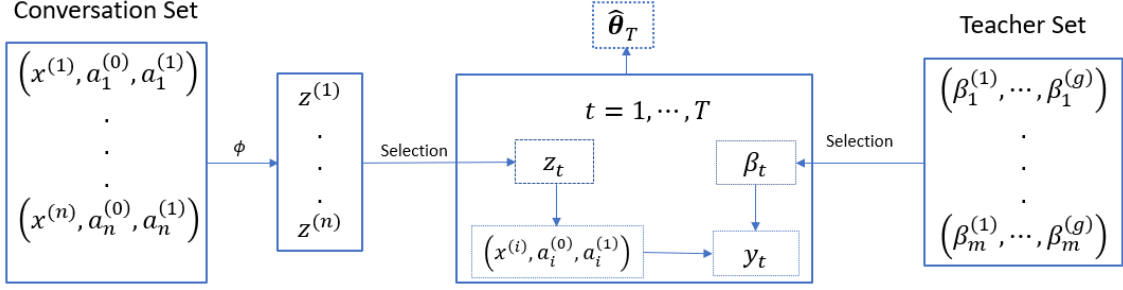 Conversation Set
(x^(1), a_1^(0), a_1^(1))
.
.
.
(x^(n), a_n^(0), a_n^(1))
ϕ
z^(1)
.
.
.
z^(n)
Selection
θ̂_T
t = 1, ⋯, T
z_t
β_t
(x^(i), a_i^(0), a_i^(1))
y_t
Selection
Teacher Set
(β_1^(1), ⋯, β_1^(g))
.
.
.
(β_m^(1), ⋯, β_m^(g))